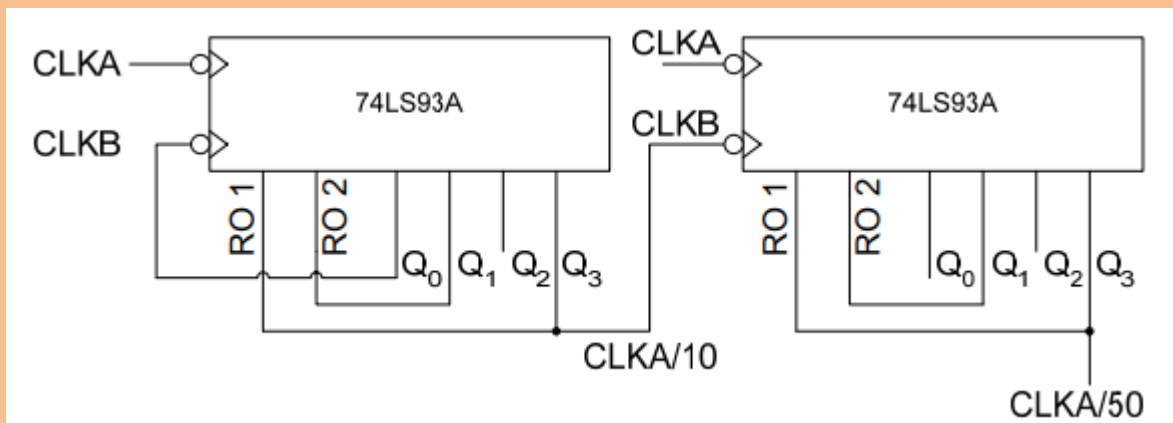 CLKA
74LS93A
CLKB
RO 1
RO 2
Q0
Q1
Q2
Q3
CLKA/10
CLKA
74LS93A
CLKB
RO 1
RO 2
Q0
Q1
Q2
Q3
CLKA/50